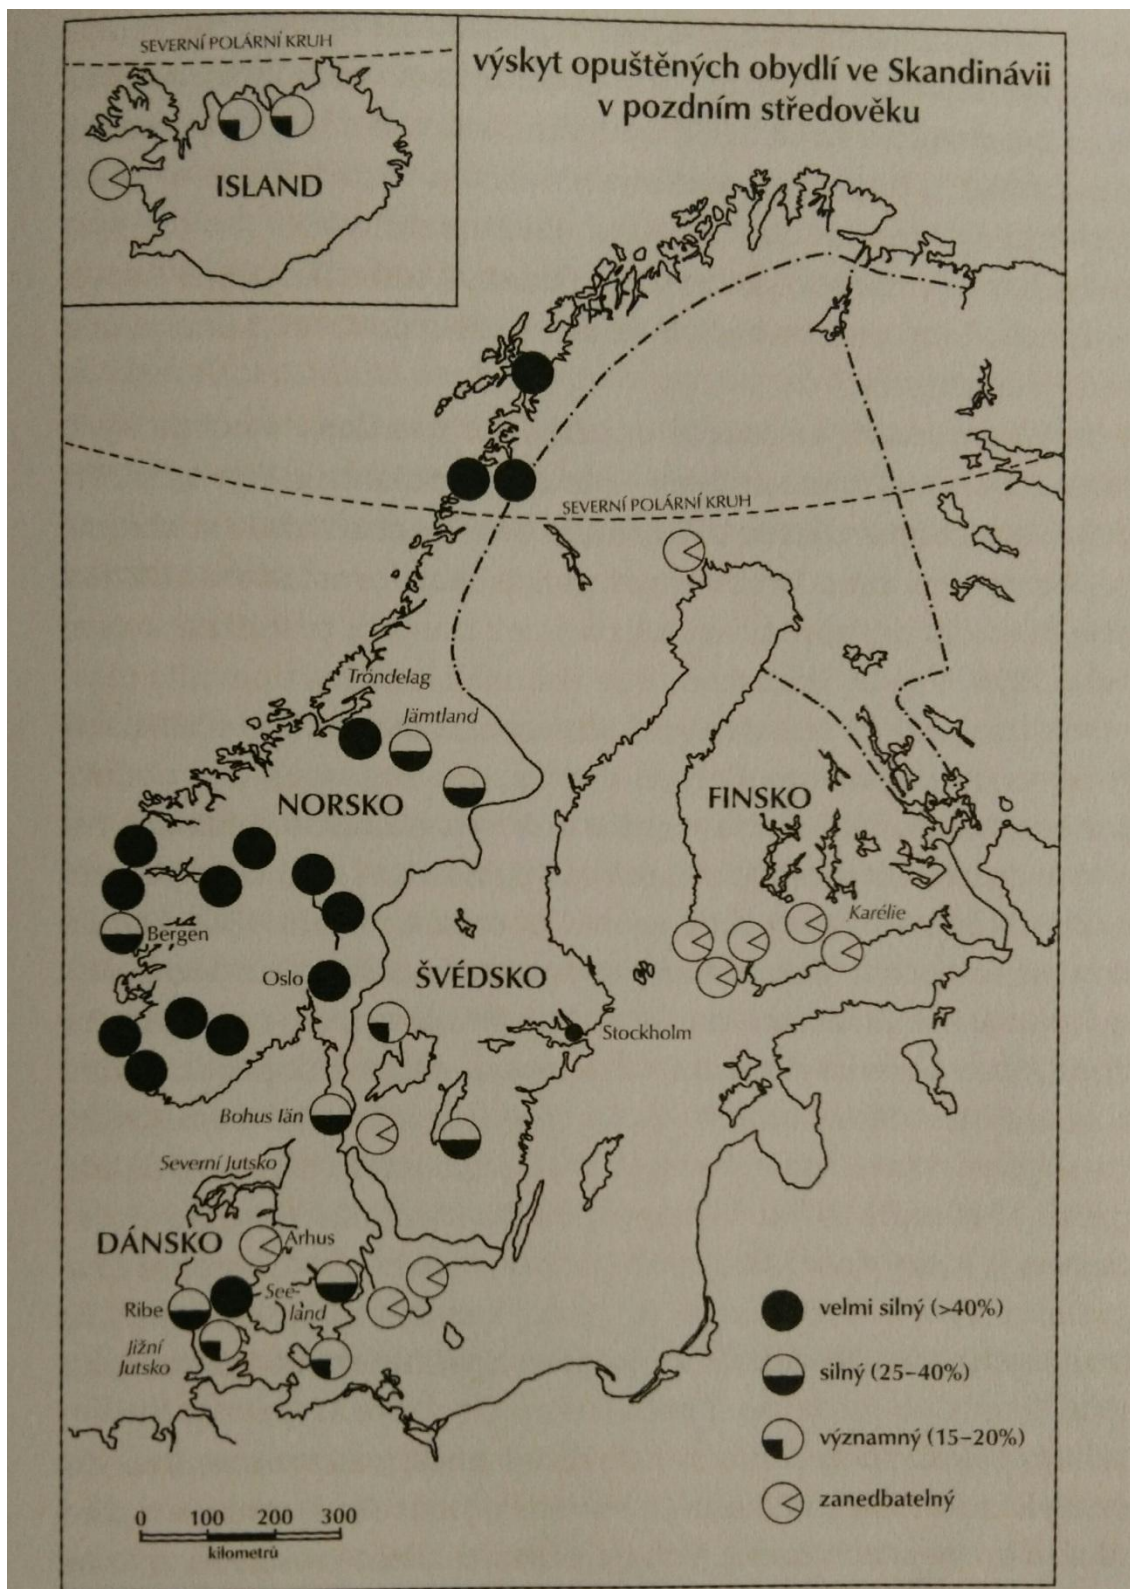 SEVERNÍ POLÁRNÍ KRUH
výskyt opuštěných obydlí ve Skandinávii
v pozdním středověku
ISLAND
SEVERNÍ POLÁRNÍ KRUH
Tröndelag
Jämtland
NORSKO
FINSKO
Karélie
Bergen
Oslo
ŠVÉDSKO
Stockholm
Bohus län
Severní Jutsko
DÁNSKO
Århus
See-
land
Ribe
Jižní
Jutsko
velmi silný (>40%)
silný (25–40%)
významný (15–20%)
zanedbatelný
0 100 200 300
kilometrů